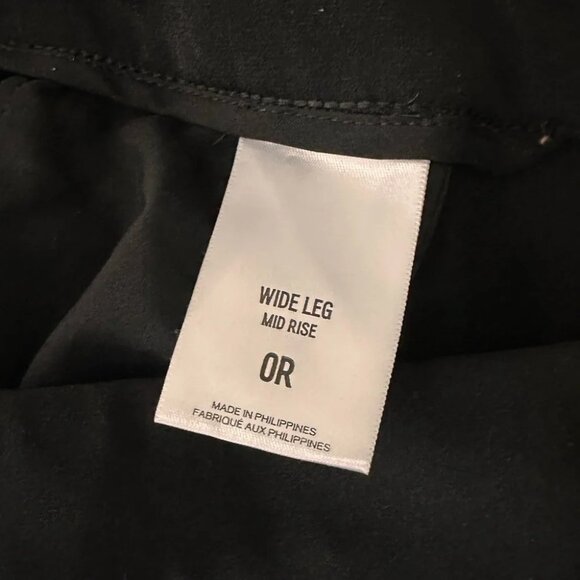 WIDE LEG
MID RISE
0R
MADE IN PHILIPPINES
FABRIQUÉ AUX PHILIPPINES